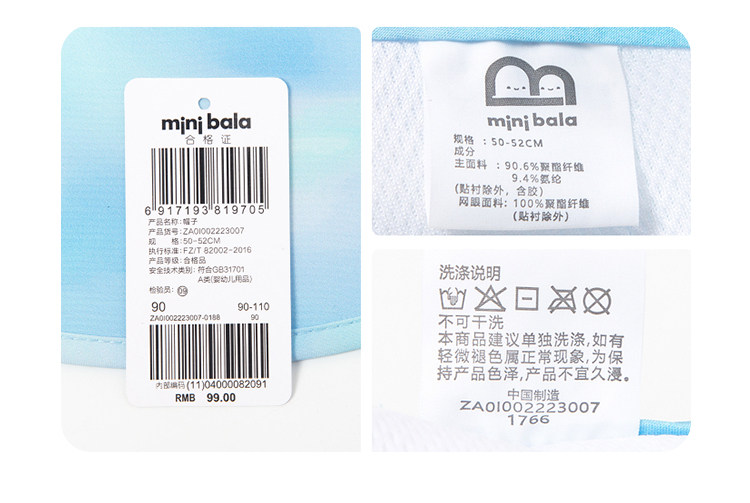 mini bala
合格证
6 917193 819705
产品名称: 帽子
产品货号: ZA0I002223007
规 格: 50-52CM
执行标准: FZ/T 82002-2016
产品等级: 合格品
安全技术类别: 符合GB31701
A类(婴幼儿用品)
检验员: 09
90 90-110
ZA0I002223007-0188 90
内部编码 (11)04000082091
RMB 99.00
mini bala
规格 : 50-52CM
成分
主面料 : 90.6%聚酯纤维
9.4%氨纶
(贴衬除外，含胶)
网眼面料: 100%聚酯纤维
(贴衬除外)
洗涤说明
不可干洗
本商品建议单独洗涤, 如有
轻微褪色属正常现象, 为保
持产品色泽, 产品不宜久浸。
中国制造
ZA0I002223007
1766